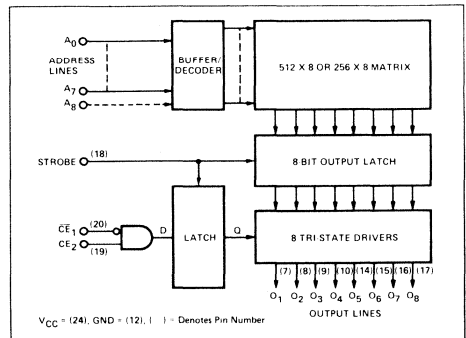 A0
ADDRESS
LINES
A7
A8
BUFFER/
DECODER
512 X 8 OR 256 X 8 MATRIX
STROBE
(18)
8 BIT OUTPUT LATCH
CE1
(20)
CE2
(19)
D
LATCH
Q
8 TRI-STATE DRIVERS
(7) (8) (9) (10) (14) (15) (16) (17)
O1 O2 O3 O4 O5 O6 O7 O8
OUTPUT LINES
VCC = (24), GND = (12), ( ) = Denotes Pin Number